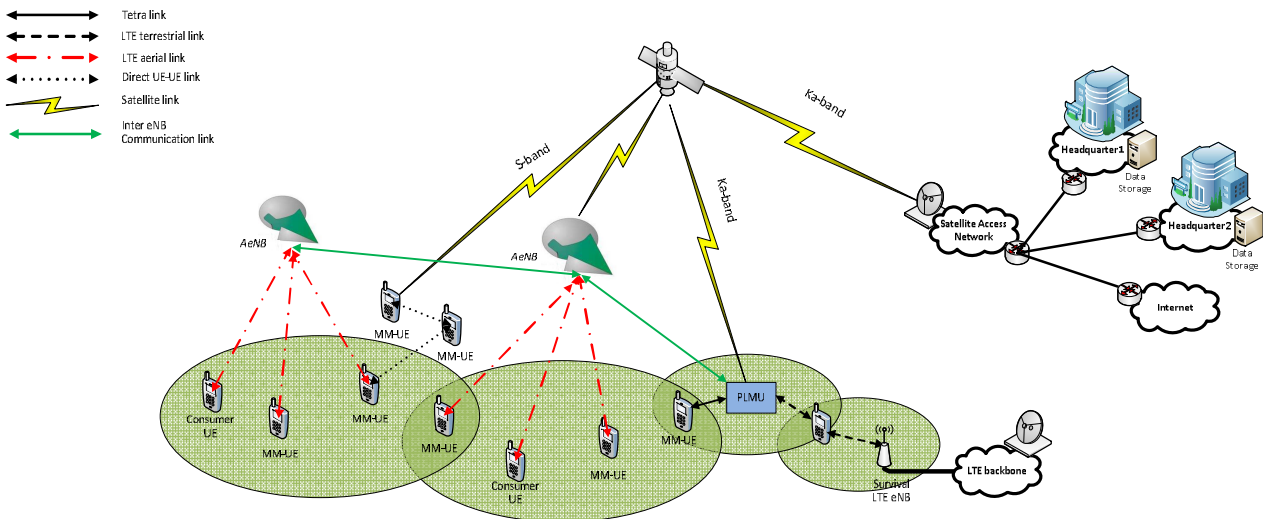 Tetra link
LTE terrestrial link
LTE aerial link
Direct UE-UE link
Satellite link
Inter eNB
Communication link
S-band
Ka-band
Ka-band
Headquarter1
Data
Storage
Headquarter2
Data
Storage
Satellite Access
Network
Internet
AeNB
AeNB
MM-UE
MM-UE
Consumer
UE
MM-UE
MM-UE
MM-UE
Consumer
UE
MM-UE
MM-UE
PLMU
Survival
LTE eNB
LTE backbone